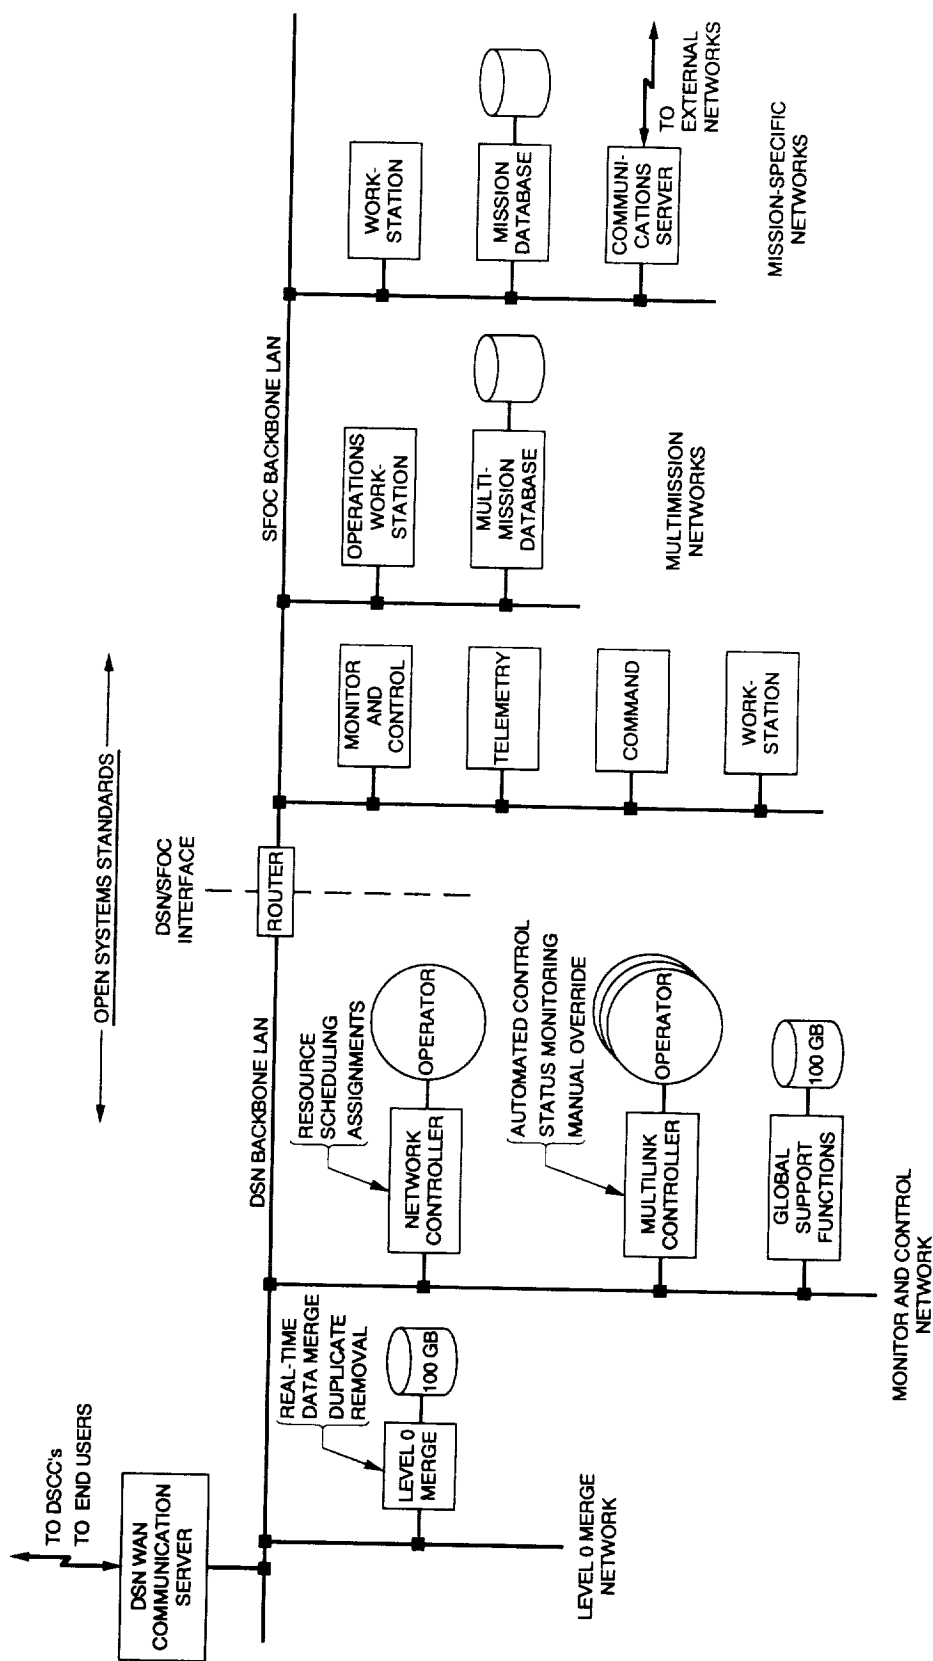 OPEN SYSTEMS STANDARDS
TO DSCC's
TO END USERS
DSN WAN
COMMUNICATION
SERVER
DSN BACKBONE LAN
DSN/SFOC
INTERFACE
ROUTER
SFOC BACKBONE LAN
REAL-TIME
DATA MERGE
DUPLICATE
REMOVAL
LEVEL 0
MERGE
100 GB
LEVEL 0 MERGE
NETWORK
RESOURCE
SCHEDULING
ASSIGNMENTS
NETWORK
CONTROLLER
OPERATOR
AUTOMATED CONTROL
STATUS MONITORING
MANUAL OVERRIDE
MULTILINK
CONTROLLER
OPERATOR
GLOBAL
SUPPORT
FUNCTIONS
100 GB
MONITOR AND CONTROL
NETWORK
MONITOR
AND
CONTROL
TELEMETRY
COMMAND
WORK-
STATION
OPERATIONS
WORK-
STATION
MULTI-
MISSION
DATABASE
MULTIMISSION
NETWORKS
WORK-
STATION
MISSION
DATABASE
COMMUNI-
CATIONS
SERVER
TO
EXTERNAL
NETWORKS
MISSION-SPECIFIC
NETWORKS